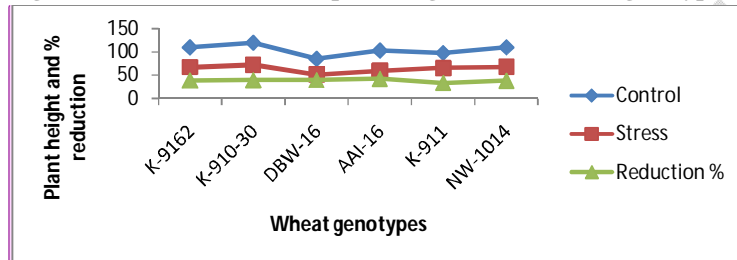 150
100
50
0
Plant height and %
reduction
K-9162
K-910-30
DBW-16
AAI-16
K-911
NW-1014
Wheat genotypes
Control
Stress
Reduction %